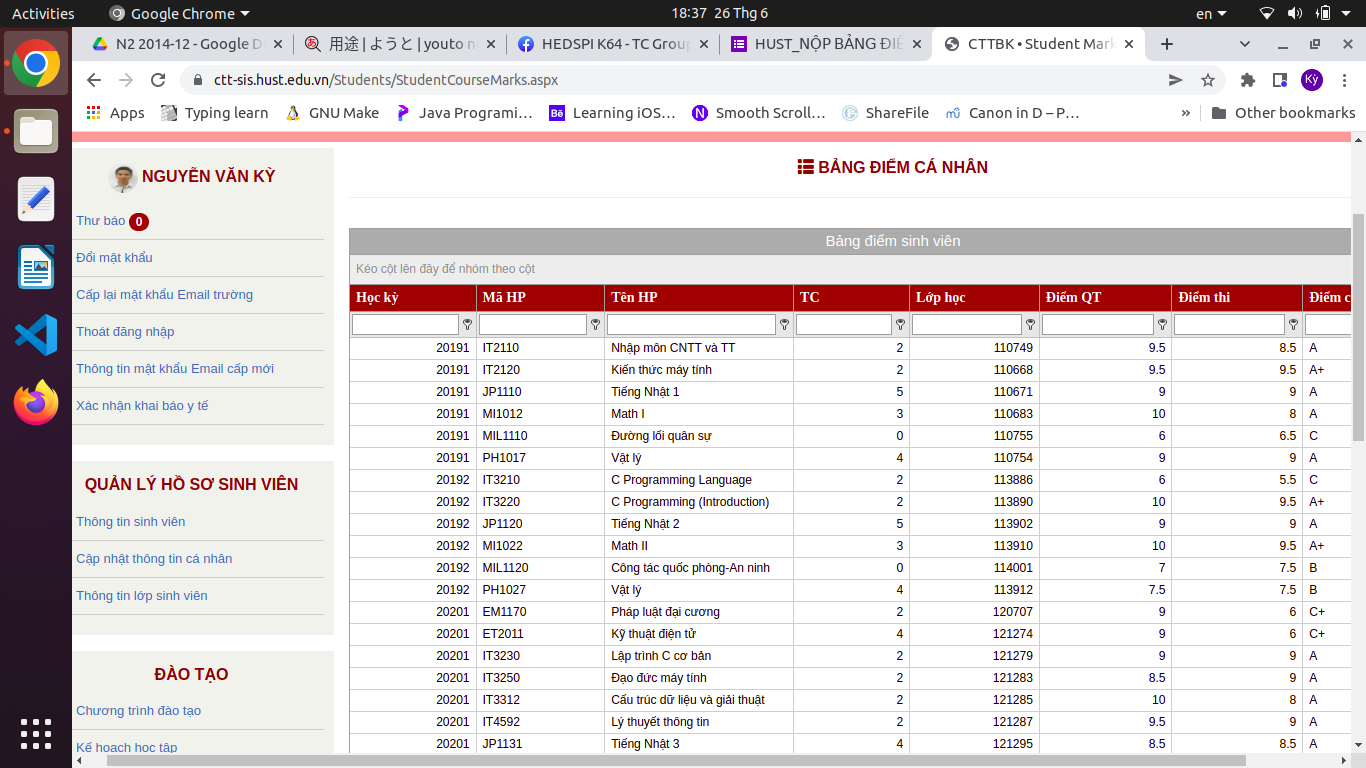 Activities Google Chrome 18:37 26 Thg 6 en
N2 2014-12 - Google D 用途 | ようと | youto n HEDSPI K64 - TC Group HUST_NỘP BẢNG ĐIỂ CTTBK • Student Mark
ctt-sis.hust.edu.vn/Students/StudentCourseMarks.aspx Kỳ
Apps Typing learn GNU Make Java Programi... Learning iOS... Smooth Scroll... ShareFile Canon in D – P... » Other bookmarks
NGUYỄN VĂN KỲ
Thư báo 0
Đổi mật khẩu
Cấp lại mật khẩu Email trường
Thoát đăng nhập
Thông tin mật khẩu Email cấp mới
Xác nhận khai báo y tế
QUẢN LÝ HỒ SƠ SINH VIÊN
Thông tin sinh viên
Cập nhật thông tin cá nhân
Thông tin lớp sinh viên
ĐÀO TẠO
Chương trình đào tạo
Kế hoạch học tập
BẢNG ĐIỂM CÁ NHÂN
Bảng điểm sinh viên
Kéo cột lên đây để nhóm theo cột
Học kỳ Mã HP Tên HP TC Lớp học Điểm QT Điểm thi Điểm c
20191 IT2110 Nhập môn CNTT và TT 2 110749 9.5 8.5 A
20191 IT2120 Kiến thức máy tính 2 110668 9.5 9.5 A+
20191 JP1110 Tiếng Nhật 1 5 110671 9 9 A
20191 MI1012 Math I 3 110683 10 8 A
20191 MIL1110 Đường lối quân sự 0 110755 6 6.5 C
20191 PH1017 Vật lý 4 110754 9 9 A
20192 IT3210 C Programming Language 2 113886 6 5.5 C
20192 IT3220 C Programming (Introduction) 2 113890 10 9.5 A+
20192 JP1120 Tiếng Nhật 2 5 113902 9 9 A
20192 MI1022 Math II 3 113910 10 9.5 A+
20192 MIL1120 Công tác quốc phòng-An ninh 0 114001 7 7.5 B
20192 PH1027 Vật lý 4 113912 7.5 7.5 B
20201 EM1170 Pháp luật đại cương 2 120707 9 6 C+
20201 ET2011 Kỹ thuật điện tử 4 121274 9 6 C+
20201 IT3230 Lập trình C cơ bản 2 121279 9 9 A
20201 IT3250 Đạo đức máy tính 2 121283 8.5 9 A
20201 IT3312 Cấu trúc dữ liệu và giải thuật 2 121285 10 8 A
20201 IT4592 Lý thuyết thông tin 2 121287 9.5 9 A
20201 JP1131 Tiếng Nhật 3 4 121295 8.5 8.5 A